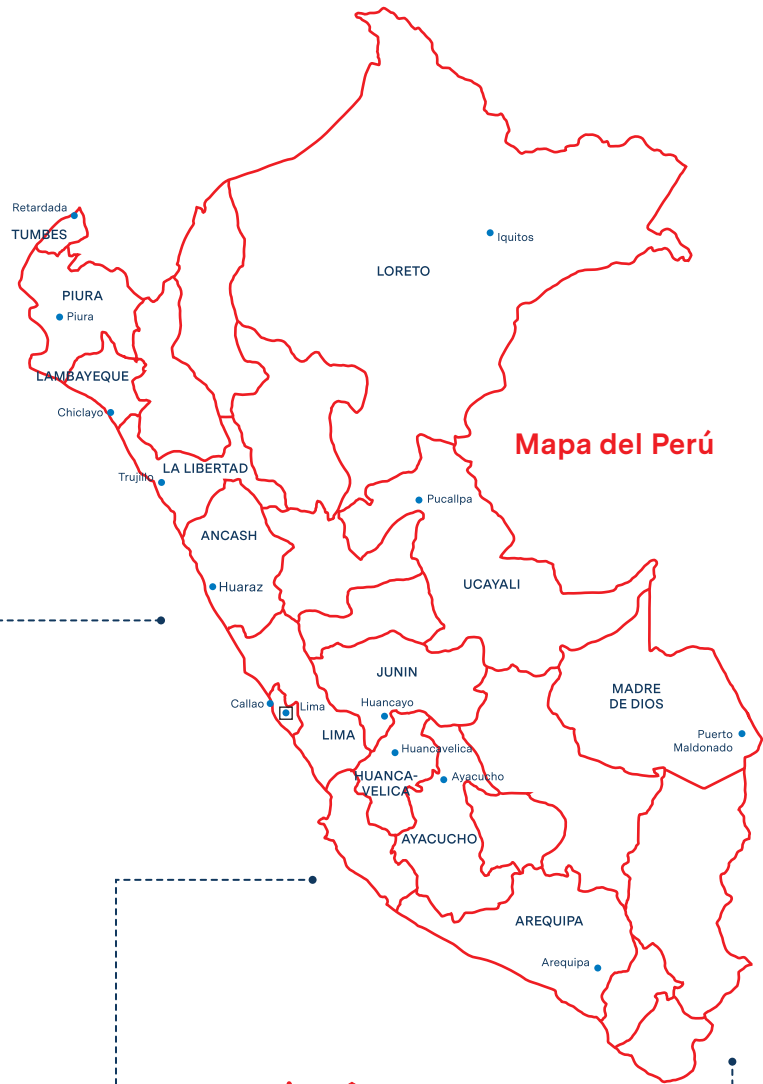 Retardada
TUMBES
Iquitos
LORETO
PIURA
Piura
LAMBAYEQUE
Chiclayo
Mapa del Perú
LA LIBERTAD
Trujillo
Pucallpa
ANCASH
Huaraz
UCAYALI
JUNIN
MADRE
DE DIOS
Callao
Lima
Huancayo
LIMA
Puerto
Maldonado
Huancavelica
HUANCA-
VELICA
Ayacucho
AYACUCHO
AREQUIPA
Arequipa